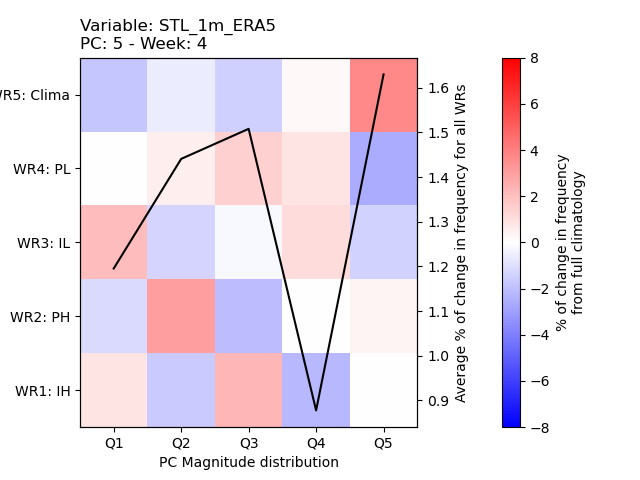 Variable: STL_1m_ERA5
PC: 5 - Week: 4
WR5: Clima
WR4: PL
WR3: IL
WR2: PH
WR1: IH
Q1 Q2 Q3 Q4 Q5
PC Magnitude distribution
1.6
1.5
1.4
1.3
1.2
1.1
1.0
0.9
Average % of change in frequency for all WRs
8
6
4
2
0
−2
−4
−6
−8
% of change in frequency
from full climatology